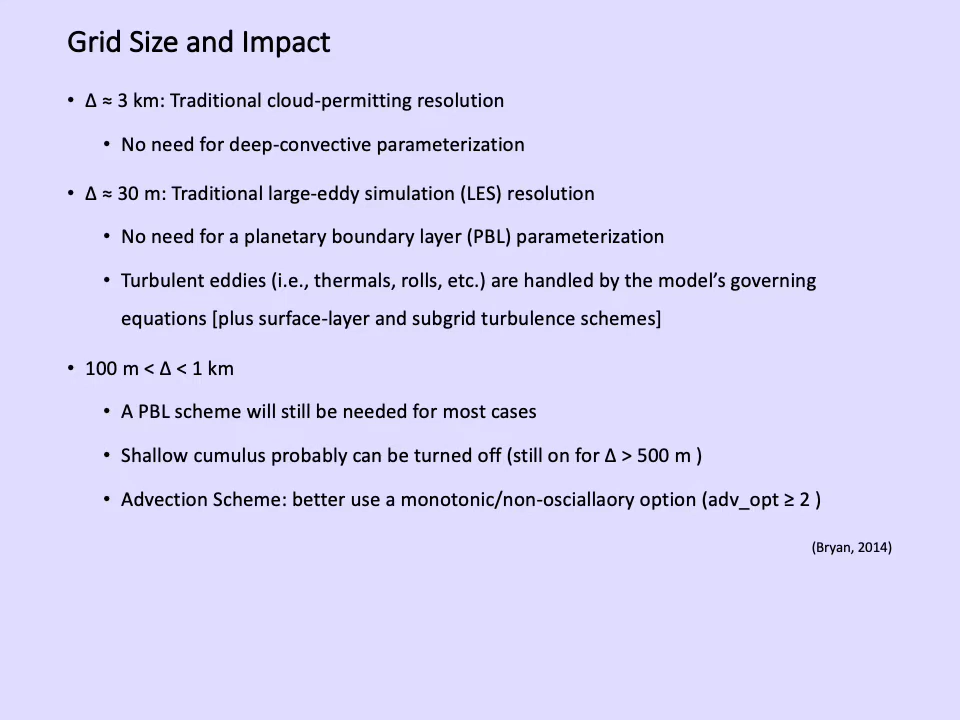 Grid Size and Impact
• Δ ≈ 3 km: Traditional cloud-permitting resolution
• No need for deep-convective parameterization
• Δ ≈ 30 m: Traditional large-eddy simulation (LES) resolution
• No need for a planetary boundary layer (PBL) parameterization
• Turbulent eddies (i.e., thermals, rolls, etc.) are handled by the model’s governing
equations [plus surface-layer and subgrid turbulence schemes]
• 100 m < Δ < 1 km
• A PBL scheme will still be needed for most cases
• Shallow cumulus probably can be turned off (still on for Δ > 500 m )
• Advection Scheme: better use a monotonic/non-osciallaory option (adv_opt ≥ 2 )
(Bryan, 2014)